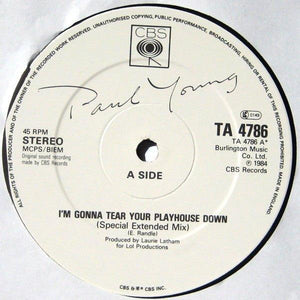 UNAUTHORISED COPYING, PUBLIC PERFORMANCE, BROADCASTING, HIRING OR RENTAL OF THIS RECORD PROHIBITED. MADE IN ENGLAND
ALL RIGHTS OF THE PRODUCER AND OF THE OWNER OF THE WORK REPRODUCED RESERVED.
CBS
Paul Young
45 RPM
STEREO
MCPS/BIEM
Original sound recording
made by CBS Records
A SIDE
TA 4786
TA 4786 A*
Burlington Music
Co. Ltd.
℗ 1984
CBS Records
I'M GONNA TEAR YOUR PLAYHOUSE DOWN
(Special Extended Mix)
(E. Randle)
Produced by Laurie Latham
for Lol Productions
CBS INC.